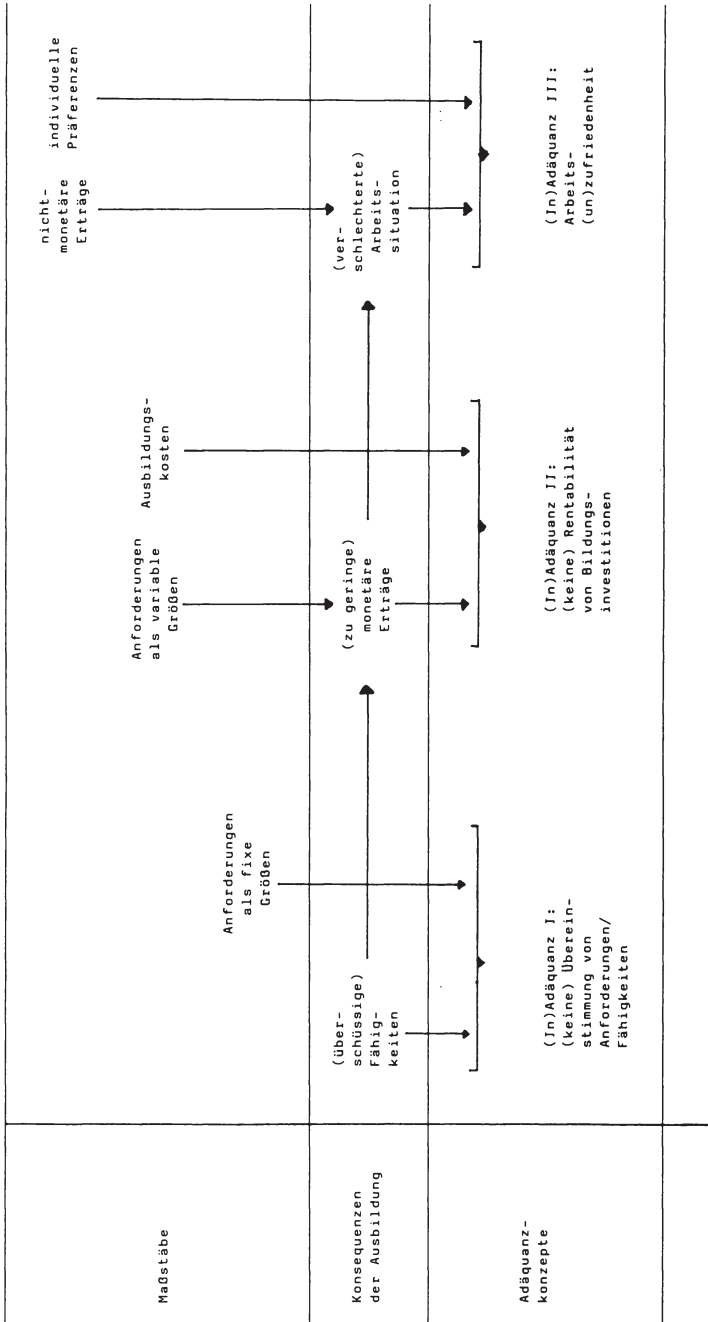 Maßstäbe
Anforderungen
als fixe
Größen
Anforderungen
als variable
Größen
Ausbildungs-
kosten
nicht-
monetäre
Erträge
individuelle
Präferenzen
Konsequenzen
der Ausbildung
(über-
schüssige)
Fähig-
keiten
(zu geringe)
monetäre
Erträge
(ver-
schlechterte)
Arbeits-
situation
Adäquanz-
konzepte
(In)Adäquanz I:
(keine) Überein-
stimmung von
Anforderungen/
Fähigkeiten
(In)Adäquanz II:
(keine) Rentabilität
von Bildungs-
investitionen
(In)Adäquanz III:
Arbeits-
(un)zufriedenheit